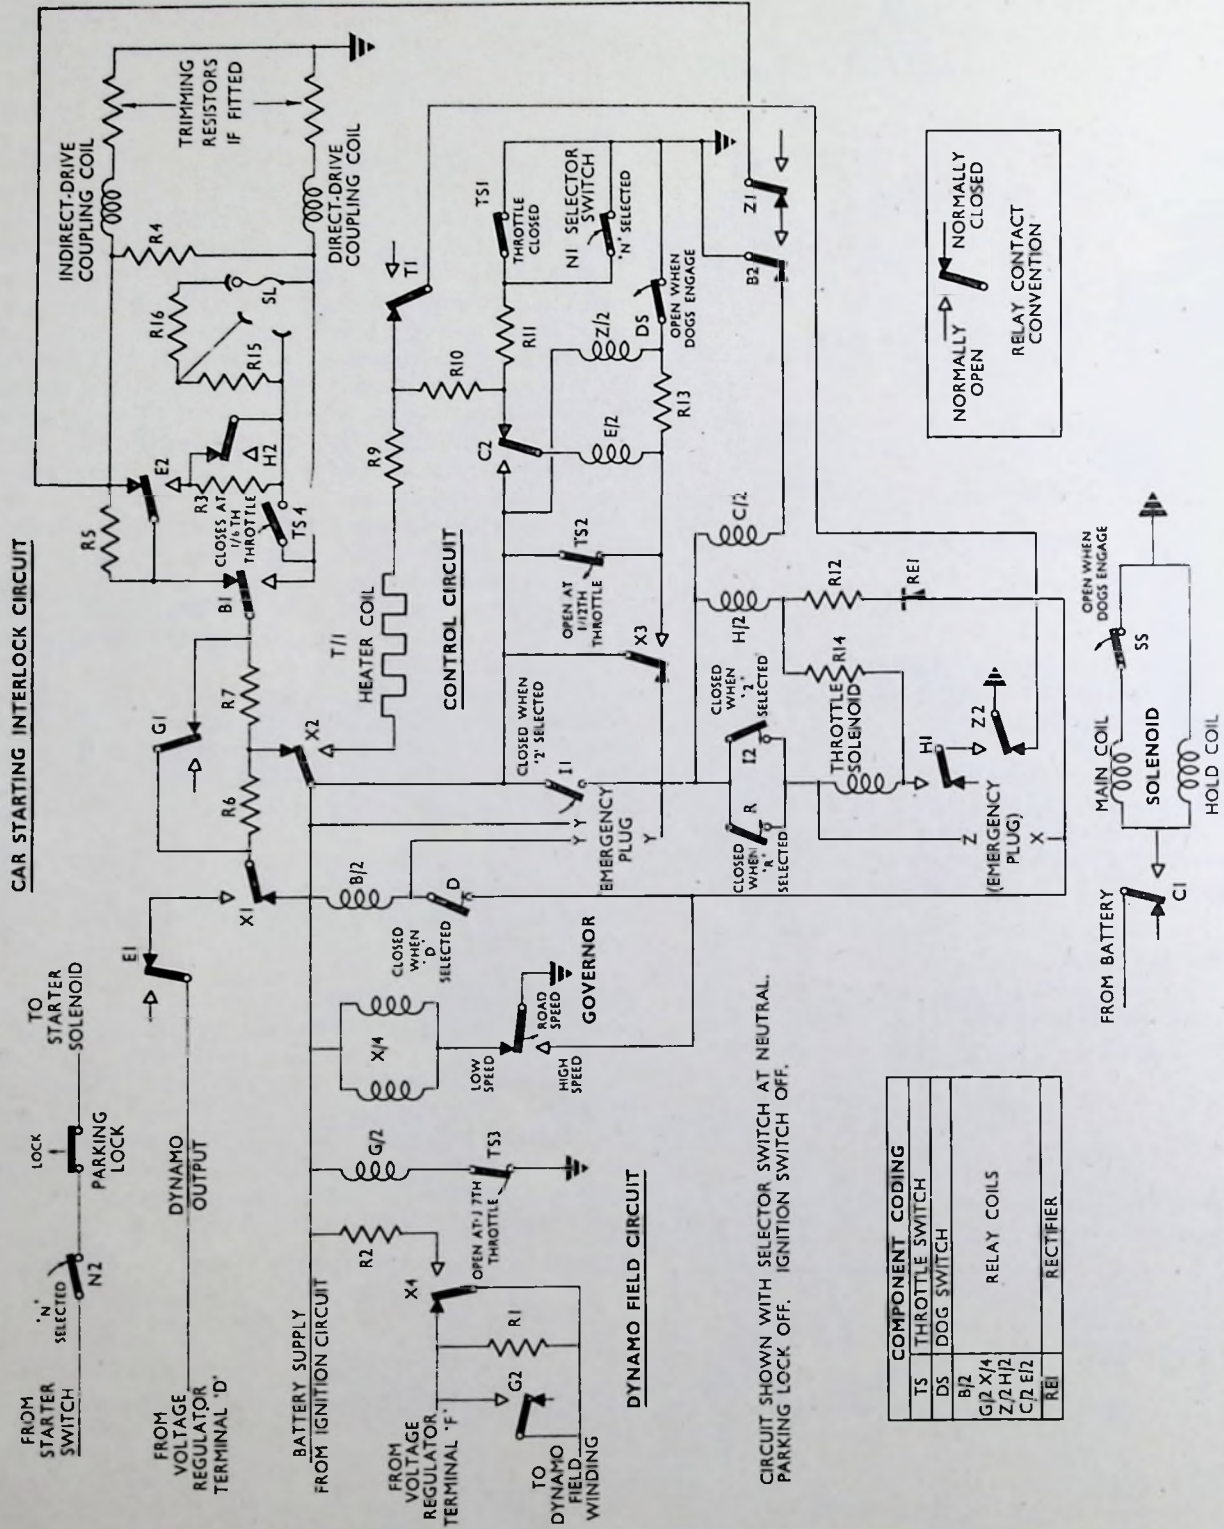 CAR STARTING INTERLOCK CIRCUIT
FROM
STARTER
SWITCH
'N'
SELECTED
N2
LOCK
PARKING
LOCK
TO
STARTER
SOLENOID
FROM
VOLTAGE
REGULATOR
TERMINAL 'D'
DYNAMO
OUTPUT
E1
X1
R6
G1
R7
B1
R5
E2
R3
CLOSES AT
1/6TH
THROTTLE
TS4
H2
R15
R16
SL
R4
INDIRECT-DRIVE
COUPLING COIL
DIRECT-DRIVE
COUPLING COIL
TRIMMING
RESISTORS
IF FITTED
BATTERY SUPPLY
FROM IGNITION CIRCUIT
X2
T/1
HEATER COIL
R9
R10
T1
CONTROL CIRCUIT
B/2
CLOSED
WHEN
'D'
SELECTED
D
X/4
LOW
SPEED
HIGH
SPEED
ROAD
SPEED
GOVERNOR
G/2
TS3
OPEN AT 1/7TH
THROTTLE
R2
X4
R1
G2
FROM
VOLTAGE
REGULATOR
TERMINAL 'F'
TO
DYNAMO
FIELD
WINDING
DYNAMO FIELD CIRCUIT
CLOSED WHEN
'2' SELECTED
I1
Y
Y
EMERGENCY
PLUG
Y
OPEN AT
1/12TH
THROTTLE
TS2
X3
C2
E/2
R11
Z/2
R13
TS1
THROTTLE
CLOSED
N1 SELECTOR
SWITCH
'N' SELECTED
DS
OPEN WHEN
DOGS ENGAGE
B2
Z1
C/2
H/2
R12
RE1
R14
CLOSED
WHEN
'2'
SELECTED
I2
CLOSED
WHEN
'R'
SELECTED
R
THROTTLE
SOLENOID
H1
Z2
Z
(EMERGENCY
PLUG)
X
NORMALLY
OPEN
NORMALLY
CLOSED
RELAY CONTACT
CONVENTION
FROM BATTERY
C1
MAIN COIL
SOLENOID
HOLD COIL
SS
OPEN WHEN
DOGS ENGAGE
CIRCUIT SHOWN WITH SELECTOR SWITCH AT NEUTRAL.
PARKING LOCK OFF. IGNITION SWITCH OFF.
COMPONENT CODING
TS THROTTLE SWITCH
DS DOG SWITCH
B/2
G/2 X/4
Z/2 H/2
C/2 E/2
RELAY COILS
RE1 RECTIFIER